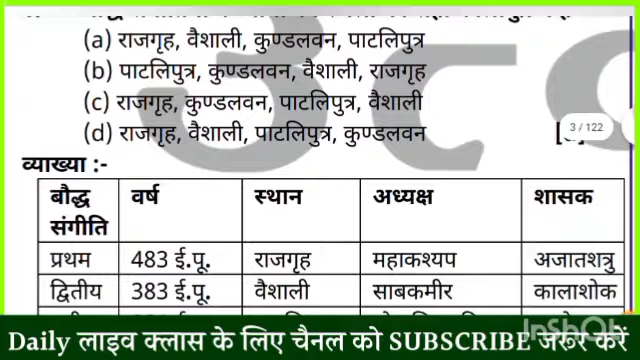 (a) राजगृह, वैशाली, कुण्डलवन, पाटलिपुत्र
(b) पाटलिपुत्र, कुण्डलवन, वैशाली, राजगृह
(c) राजगृह, कुण्डलवन, पाटलिपुत्र, वैशाली
(d) राजगृह, वैशाली, पाटलिपुत्र, कुण्डलवन
3 / 122
व्याख्या :-
बौद्ध संगीति वर्ष स्थान अध्यक्ष शासक
प्रथम 483 ई.पू. राजगृह महाकश्यप अजातशत्रु
द्वितीय 383 ई.पू. वैशाली साबकमीर कालाशोक
InShot
Daily लाइव क्लास के लिए चैनल को SUBSCRIBE जरूर करें